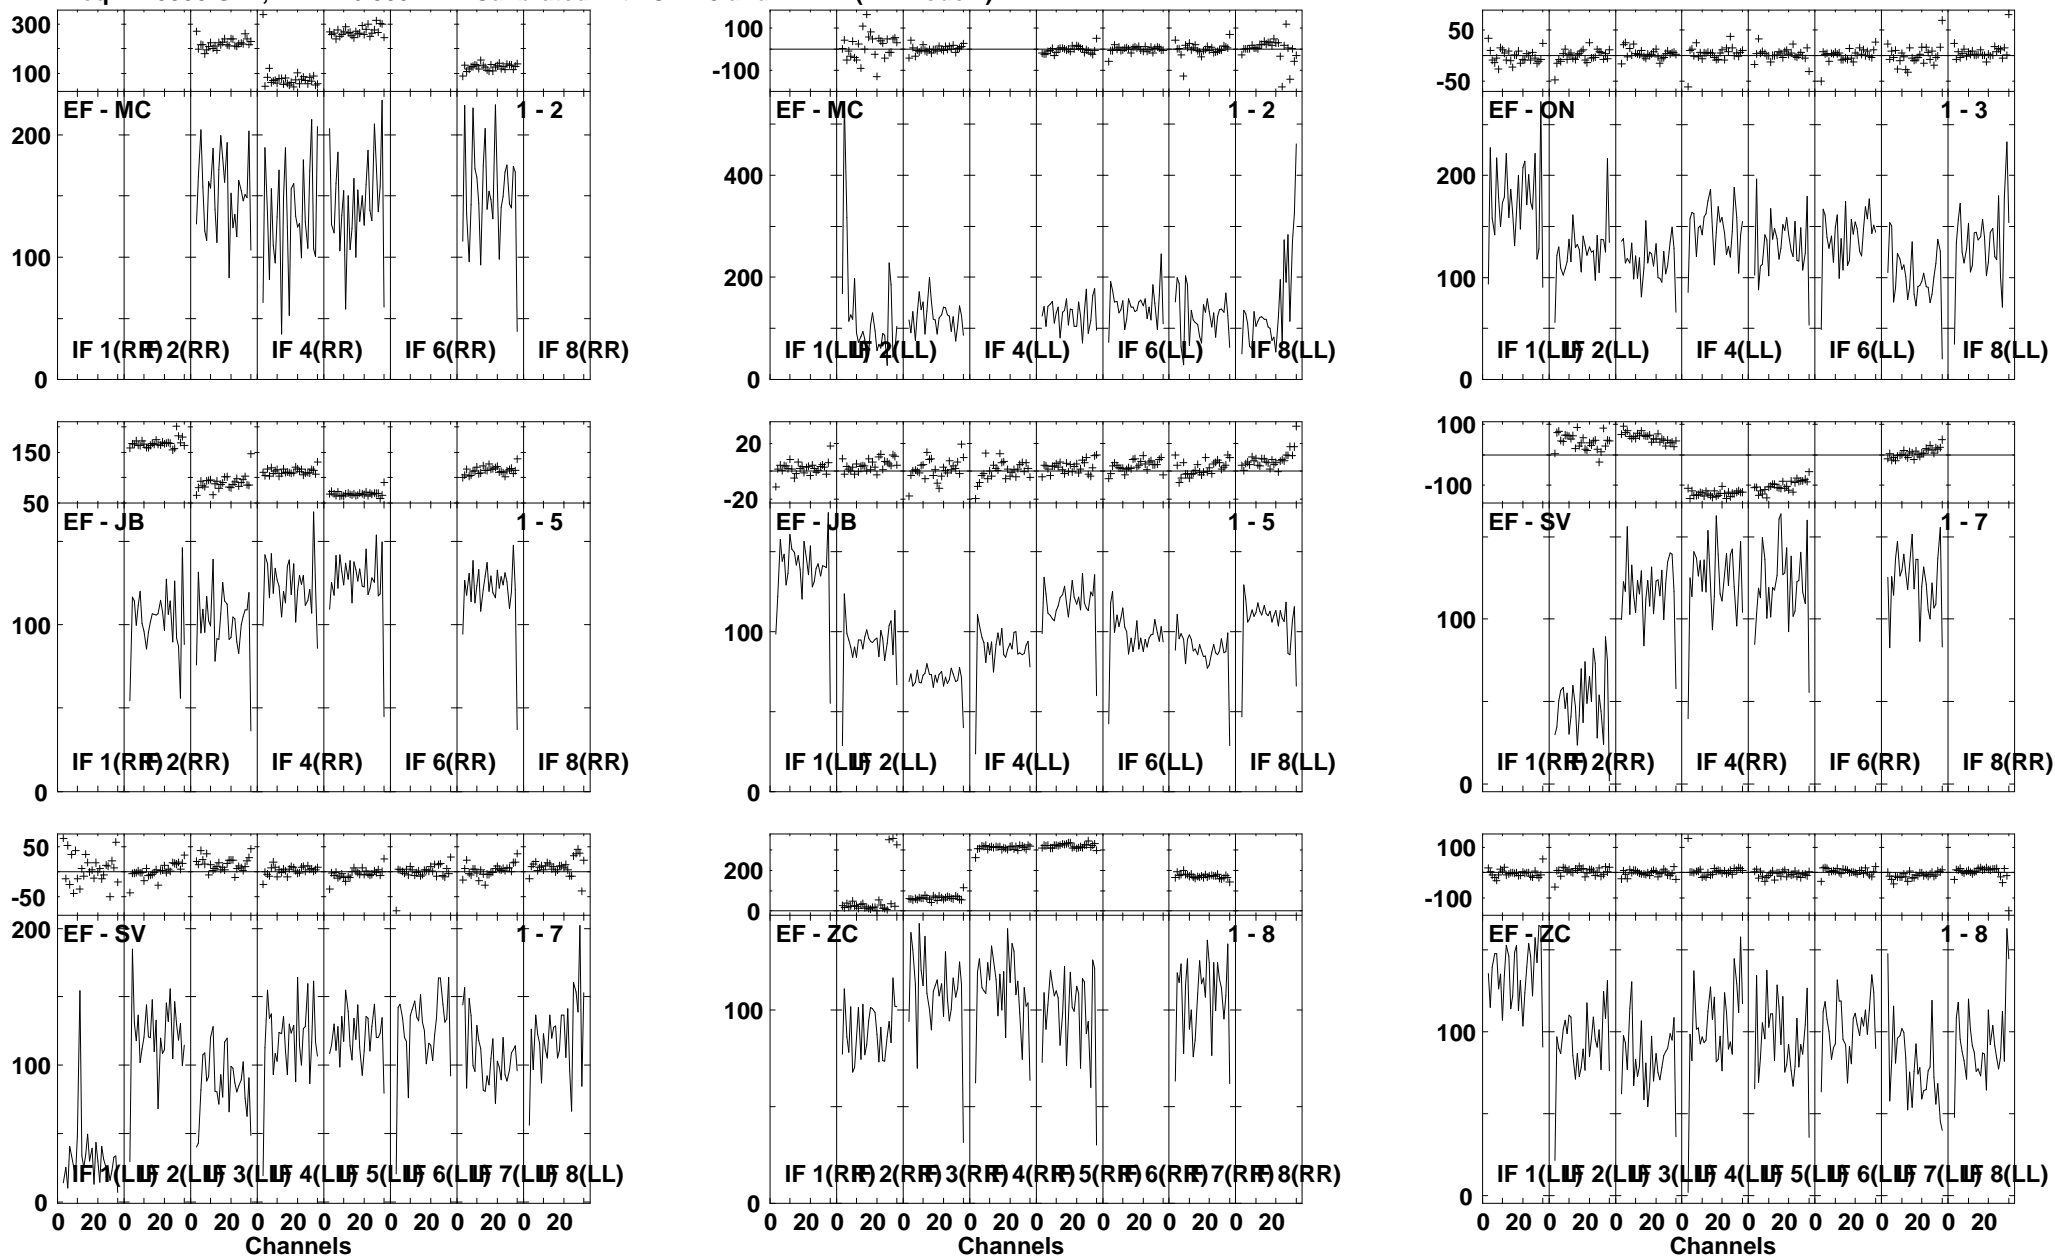 300
100
200
100
0
EF - MC 1 - 2
IF 1(RR) 2(RR) IF 4(RR) IF 6(RR) IF 8(RR)
100
-100
400
200
0
EF - MC 1 - 2
IF 1(LL) IF 2(LL) IF 4(LL) IF 6(LL) IF 8(LL)
50
-50
200
100
0
EF - ON 1 - 3
IF 1(LL) IF 2(LL) IF 4(LL) IF 6(LL) IF 8(LL)
150
50
100
0
EF - JB 1 - 5
IF 1(RR) IF 2(RR) IF 4(RR) IF 6(RR) IF 8(RR)
20
-20
100
0
EF - JB 1 - 5
IF 1(LL) IF 2(LL) IF 4(LL) IF 6(LL) IF 8(LL)
100
-100
100
0
EF - SV 1 - 7
IF 1(RR) IF 2(RR) IF 4(RR) IF 6(RR) IF 8(RR)
50
-50
200
100
0
EF - SV 1 - 7
IF 1(LL) IF 2(LL) IF 3(LL) IF 4(LL) IF 5(LL) IF 6(LL) IF 7(LL) IF 8(LL)
0 20 0 20 0 20 0 20 0 20 0 20 0 20 0 20
Channels
200
0
100
0
EF - ZC 1 - 8
IF 1(RR) IF 2(RR) IF 3(RR) IF 4(RR) IF 5(RR) IF 6(RR) IF 7(RR) IF 8(RR)
0 20 0 20 0 20 0 20 0 20 0 20 0 20 0 20
Channels
100
-100
100
0
EF - ZC 1 - 8
IF 1(LL) IF 2(LL) IF 3(LL) IF 4(LL) IF 5(LL) IF 6(LL) IF 7(LL) IF 8(LL)
0 20 0 20 0 20 0 20 0 20 0 20 0 20 0 20
Channels